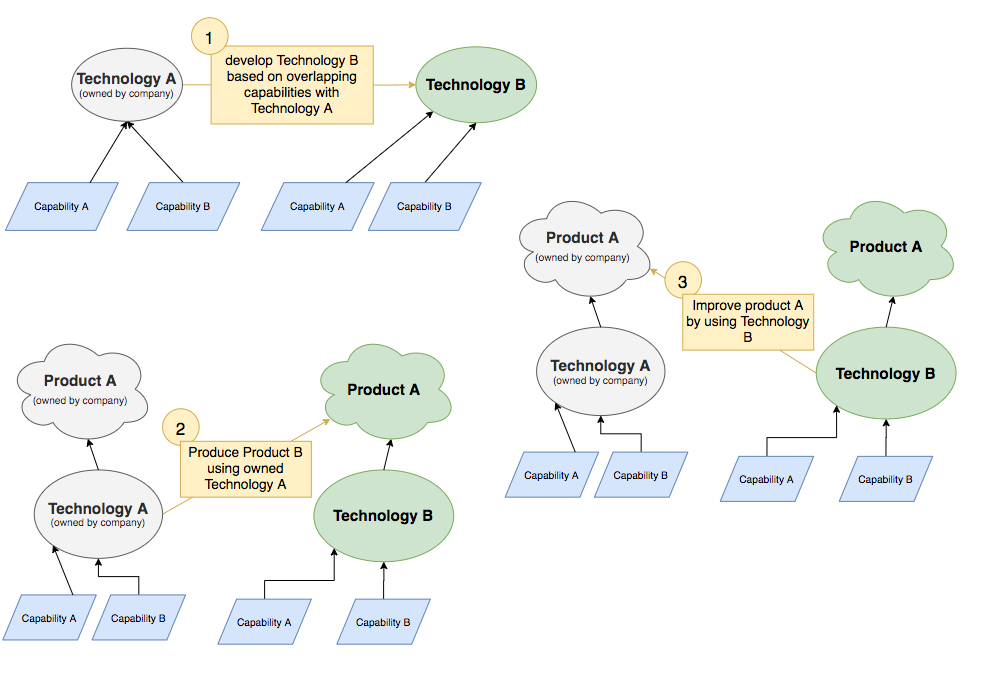 1
develop Technology B
based on overlapping
capabilities with
Technology A
Technology A
(owned by company)
Technology B
Capability A
Capability B
Capability A
Capability B
Product A
(owned by company)
Product A
3
Improve product A
by using Technology
B
Technology A
(owned by company)
Technology B
Capability A
Capability B
Capability A
Capability B
Product A
(owned by company)
Product A
2
Produce Product B
using owned
Technology A
Technology A
(owned by company)
Technology B
Capability A
Capability B
Capability A
Capability B